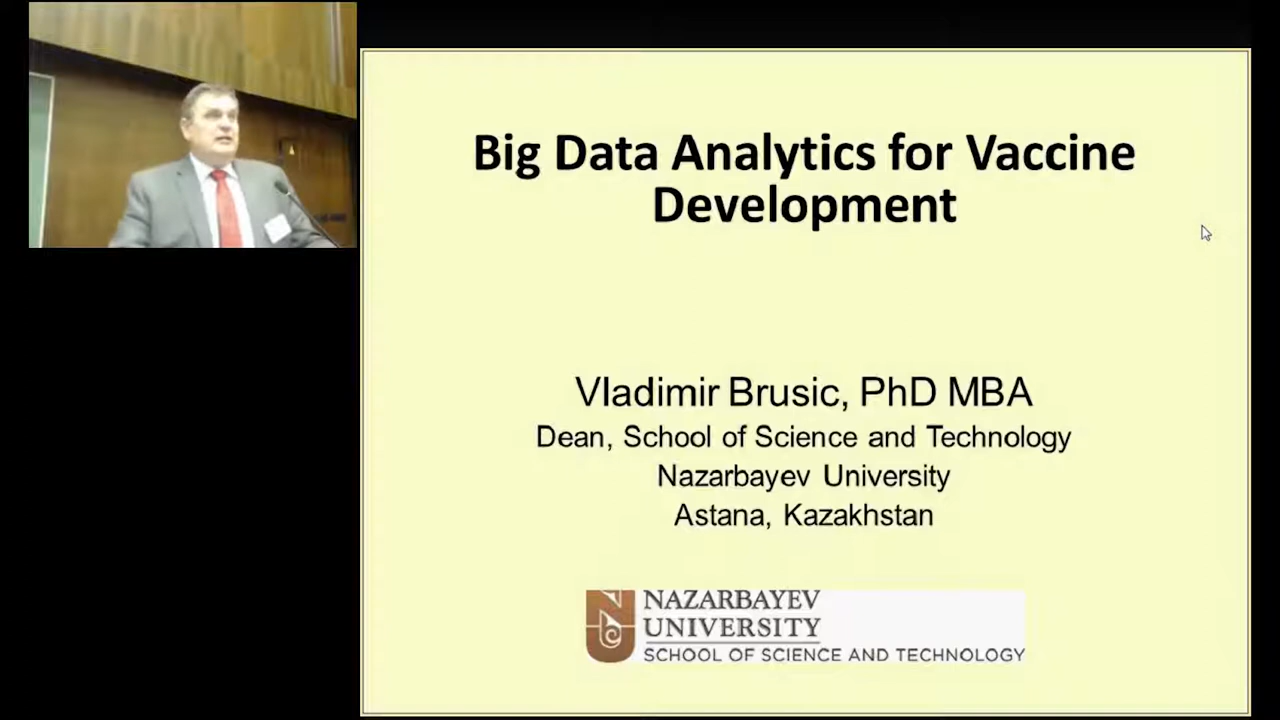 Big Data Analytics for Vaccine
Development
Vladimir Brusic, PhD MBA
Dean, School of Science and Technology
Nazarbayev University
Astana, Kazakhstan
NAZARBAYEV
UNIVERSITY
SCHOOL OF SCIENCE AND TECHNOLOGY